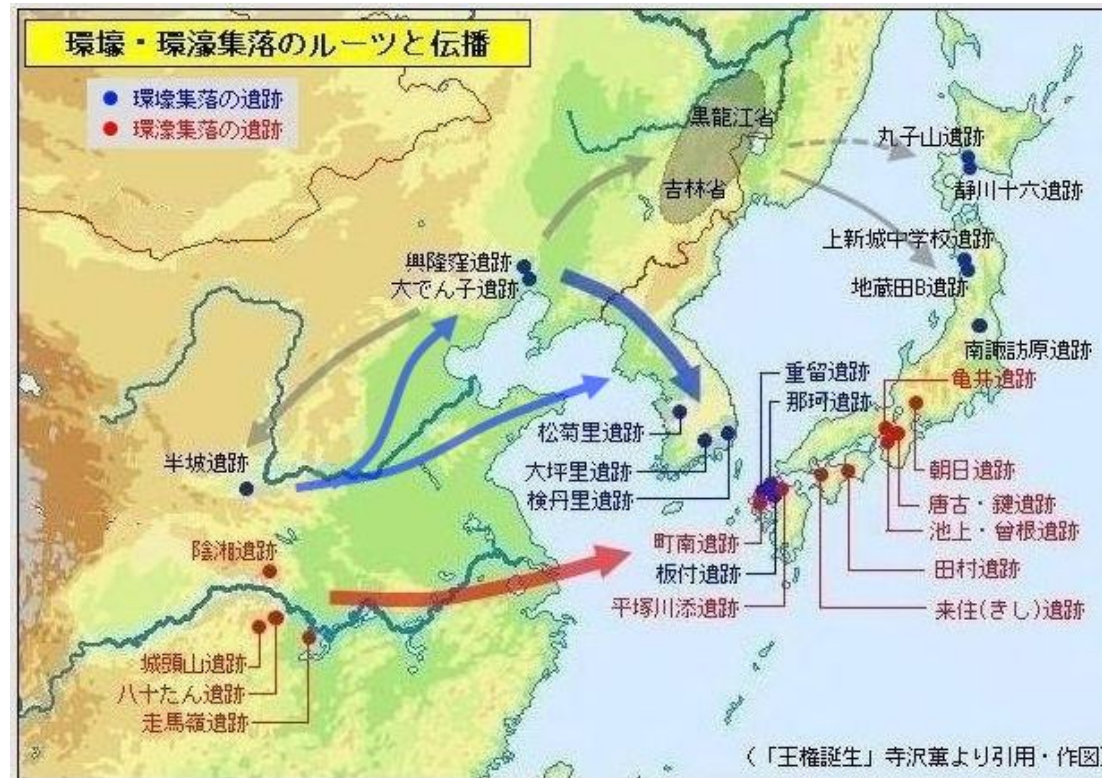 環壕・環濠集落のルーツと伝播
環壕集落の遺跡
環濠集落の遺跡
黒龍江省
吉林省
丸子山遺跡
静川十六遺跡
上新城中学校遺跡
地蔵田B遺跡
南諏訪原遺跡
興隆窪遺跡
大でん子遺跡
重留遺跡
那珂遺跡
亀井遺跡
松菊里遺跡
大坪里遺跡
検丹里遺跡
半坡遺跡
朝日遺跡
唐古・鍵遺跡
池上・曽根遺跡
町南遺跡
板付遺跡
平塚川添遺跡
田村遺跡
来住(きし)遺跡
陰湘遺跡
城頭山遺跡
八十たん遺跡
走馬嶺遺跡
(「王権誕生」寺沢薫より引用・作図)